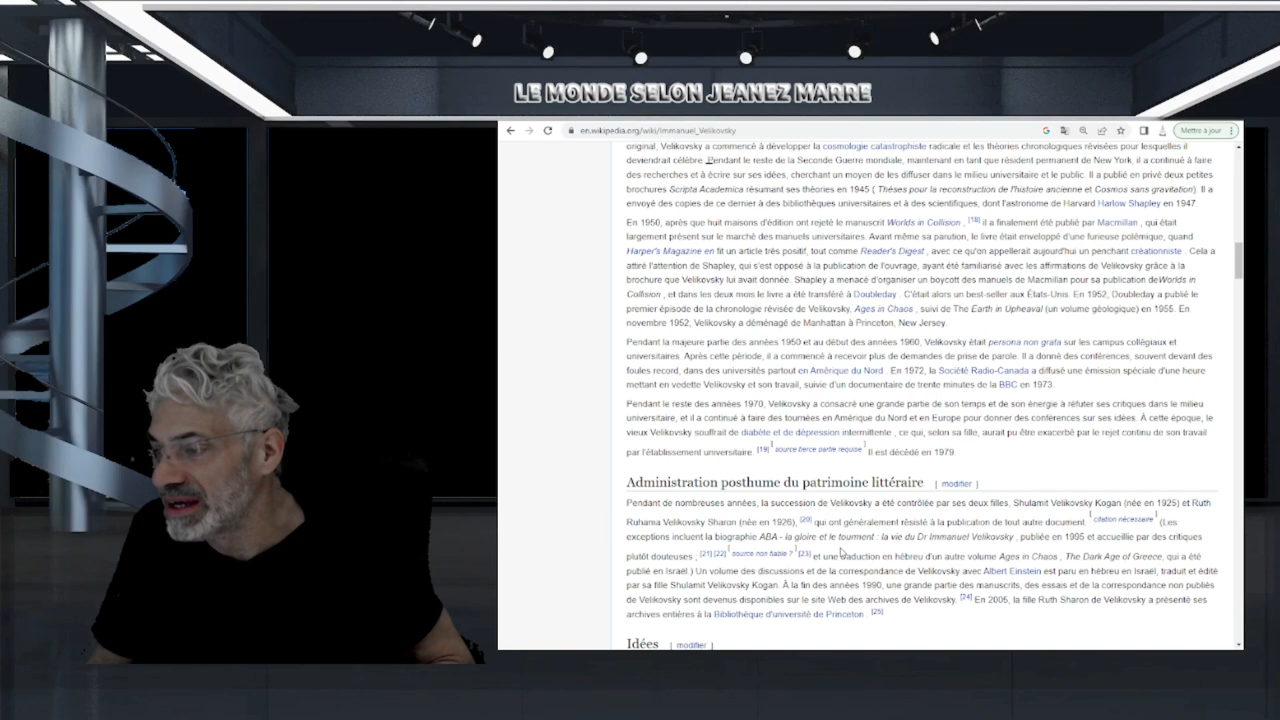 LE MONDE SELON JEANEZ MARRE
en.wikipedia.org/wiki/Immanuel_Velikovsky
Mettre à jour
original, Velikovsky a commencé à développer la cosmologie catastrophiste radicale et les théories chronologiques révisées pour lesquelles il
deviendrait célèbre .Pendant le reste de la Seconde Guerre mondiale, maintenant en tant que résident permanent de New York, il a continué à faire
des recherches et à écrire sur ses idées, cherchant un moyen de les diffuser dans le milieu universitaire et le public. Il a publié en privé deux petites
brochures Scripta Academica résumant ses théories en 1945 ( Thèses pour la reconstruction de l'histoire ancienne et Cosmos sans gravitation). Il a
envoyé des copies de ce dernier à des bibliothèques universitaires et à des scientifiques, dont l'astronome de Harvard Harlow Shapley en 1947
En 1950, après que huit maisons d'édition ont rejeté le manuscrit Worlds in Collision , [18] il a finalement été publié par Macmillan , qui était
largement présent sur le marché des manuels universitaires. Avant même sa parution, le livre était enveloppé d'une furieuse polémique, quand
Harper's Magazine en fit un article très positif, tout comme Reader's Digest , avec ce qu'on appellerait aujourd'hui un penchant créationniste . Cela a
attiré l'attention de Shapley, qui s'est opposé à la publication de l'ouvrage, ayant été familiarisé avec les affirmations de Velikovsky grâce à la
brochure que Velikovsky lui avait donnée. Shapley a menacé d'organiser un boycott des manuels de Macmillan pour sa publication deWorlds in
Collision , et dans les deux mois le livre a été transféré à Doubleday . C'était alors un best-seller aux États-Unis. En 1952, Doubleday a publié le
premier épisode de la chronologie révisée de Velikovsky, Ages in Chaos , suivi de The Earth in Upheaval (un volume géologique) en 1955. En
novembre 1952, Velikovsky a déménagé de Manhattan à Princeton, New Jersey.
Pendant la majeure partie des années 1950 et au début des années 1960, Velikovsky était persona non grata sur les campus collégiaux et
universitaires. Après cette période, il a commencé à recevoir plus de demandes de prise de parole. Il a donné des conférences, souvent devant des
foules record, dans des universités partout en Amérique du Nord . En 1972, la Société Radio-Canada a diffusé une émission spéciale d'une heure
mettant en vedette Velikovsky et son travail, suivie d'un documentaire de trente minutes de la BBC en 1973.
Pendant le reste des années 1970, Velikovsky a consacré une grande partie de son temps et de son énergie à réfuter ses critiques dans le milieu
universitaire, et il a continué à faire des tournées en Amérique du Nord et en Europe pour donner des conférences sur ses idées. À cette époque, le
vieux Velikovsky souffrait de diabète et de dépression intermittente , ce qui, selon sa fille, aurait pu être exacerbé par le rejet continu de son travail
par l'établissement universitaire. [19] [ source tierce partie requise ] Il est décédé en 1979.
Administration posthume du patrimoine littéraire [ modifier ]
Pendant de nombreuses années, la succession de Velikovsky a été contrôlée par ses deux filles, Shulamit Velikovsky Kogan (née en 1925) et Ruth
Ruhama Velikovsky Sharon (née en 1926), [20] qui ont généralement résisté à la publication de tout autre document. [ citation nécessaire ] (Les
exceptions incluent la biographie ABA - la gloire et le tourment : la vie du Dr Immanuel Velikovsky , publiée en 1995 et accueillie par des critiques
plutôt douteuses ; [21] [22] [ source non fiable ? ] [23] et une traduction en hébreu d'un autre volume Ages in Chaos , The Dark Age of Greece, qui a été
publié en Israël.) Un volume des discussions et de la correspondance de Velikovsky avec Albert Einstein est paru en hébreu en Israël, traduit et édité
par sa fille Shulamit Velikovsky Kogan. À la fin des années 1990, une grande partie des manuscrits, des essais et de la correspondance non publiés
de Velikovsky sont devenus disponibles sur le site Web des archives de Velikovsky. [24] En 2005, la fille Ruth Sharon de Velikovsky a présenté ses
archives entières à la Bibliothèque d'université de Princeton . [25]
Idées [ modifier ]